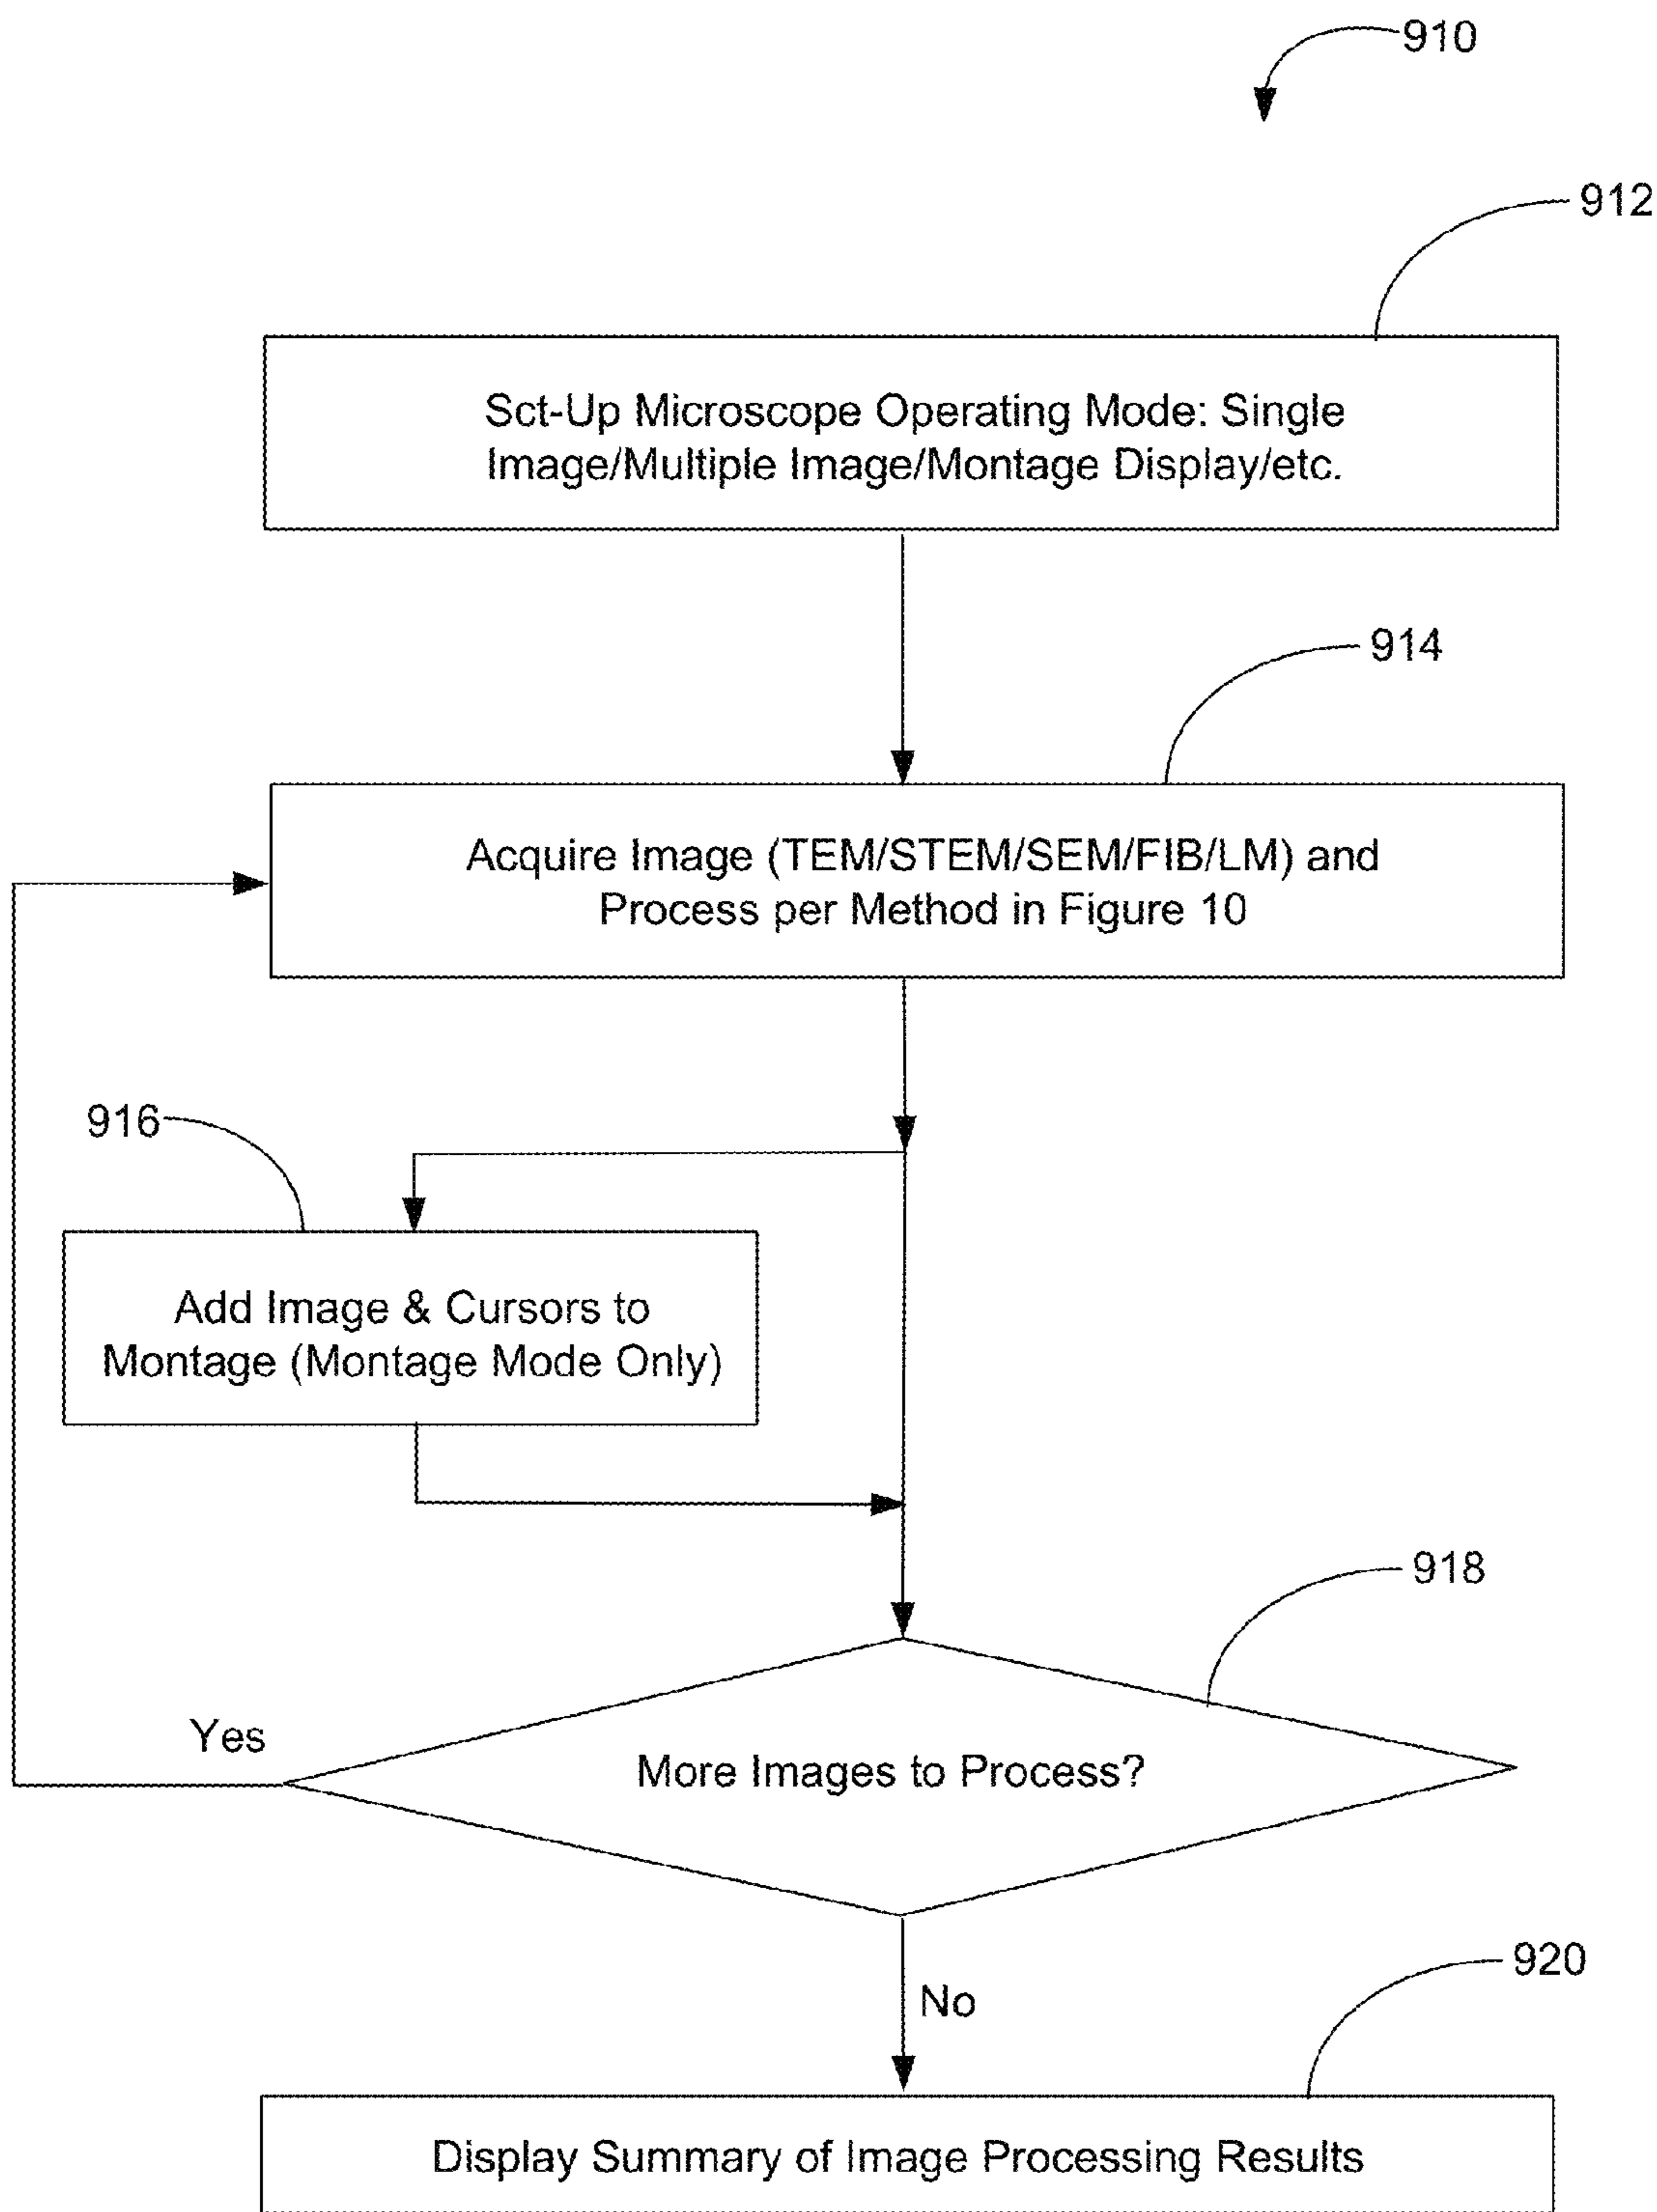 910
912
Sct-Up Microscope Operating Mode: Single
Image/Multiple Image/Montage Display/etc.
914
Acquire Image (TEM/STEM/SEM/FIB/LM) and
Process per Method in Figure 10
916
Add Image & Cursors to
Montage (Montage Mode Only)
918
Yes
More Images to Process?
No
920
Display Summary of Image Processing Results